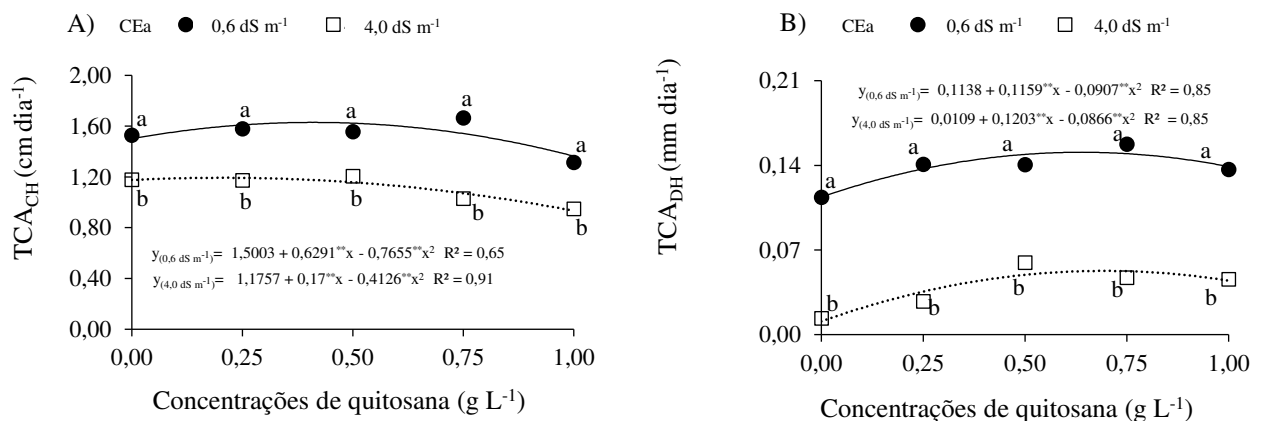 A) CEa ● 0,6 dS m⁻¹ □ 4,0 dS m⁻¹
TCA_CH (cm dia⁻¹)
2,00
1,60
1,20
0,80
0,40
0,00
a a a a a
b b b b b
y(0,6 dS m⁻¹)= 1,5003 + 0,6291**x - 0,7655**x² R² = 0,65
y(4,0 dS m⁻¹)= 1,1757 + 0,17**x - 0,4126**x² R² = 0,91
0,00 0,25 0,50 0,75 1,00
Concentrações de quitosana (g L⁻¹)
B) CEa ● 0,6 dS m⁻¹ □ 4,0 dS m⁻¹
TCA_DH (mm dia⁻¹)
0,21
0,14
0,07
0,00
y(0,6 dS m⁻¹)= 0,1138 + 0,1159**x - 0,0907**x² R² = 0,85
y(4,0 dS m⁻¹)= 0,0109 + 0,1203**x - 0,0866**x² R² = 0,85
a a a a a
b b b b b
0,00 0,25 0,50 0,75 1,00
Concentrações de quitosana (g L⁻¹)